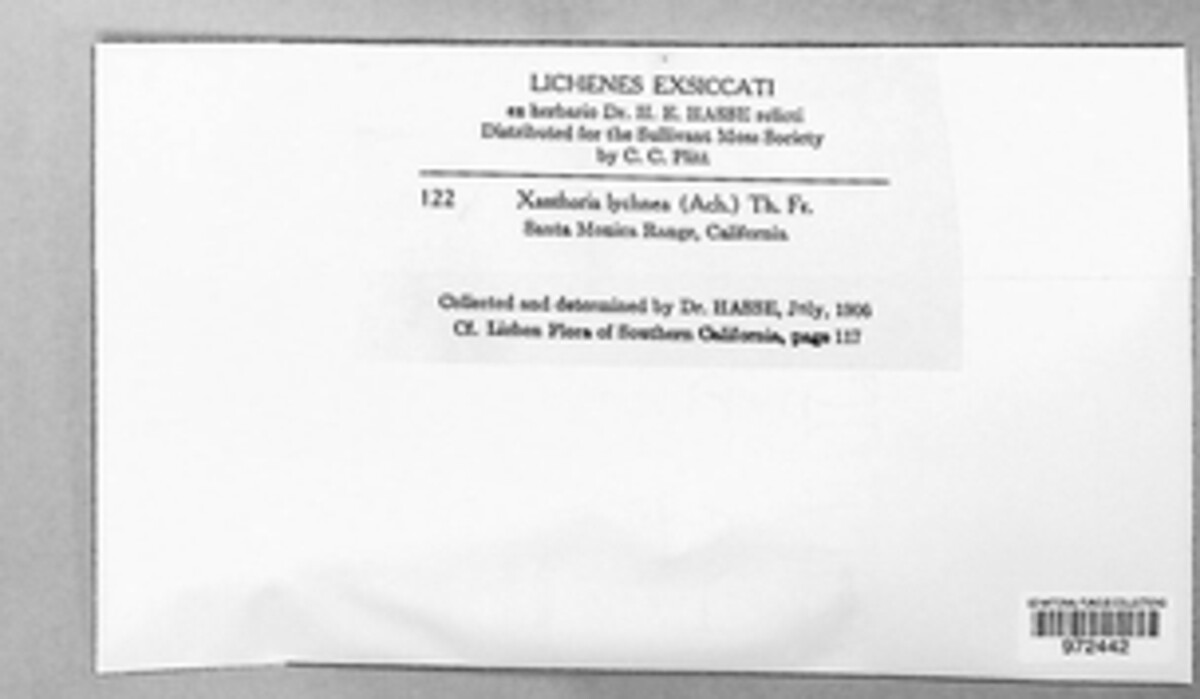 LICHENES EXSICCATI
ex herbario Dr. H. E. HASSE relicti
Distributed for the Sullivant Moss Society
by C. C. Plitt
122 Xanthoria lychnea (Ach.) Th. Fr.
Santa Monica Range, California
Collected and determined by Dr. HASSE, July, 1906
Cf. Lichen Flora of Southern California, page 117
972442